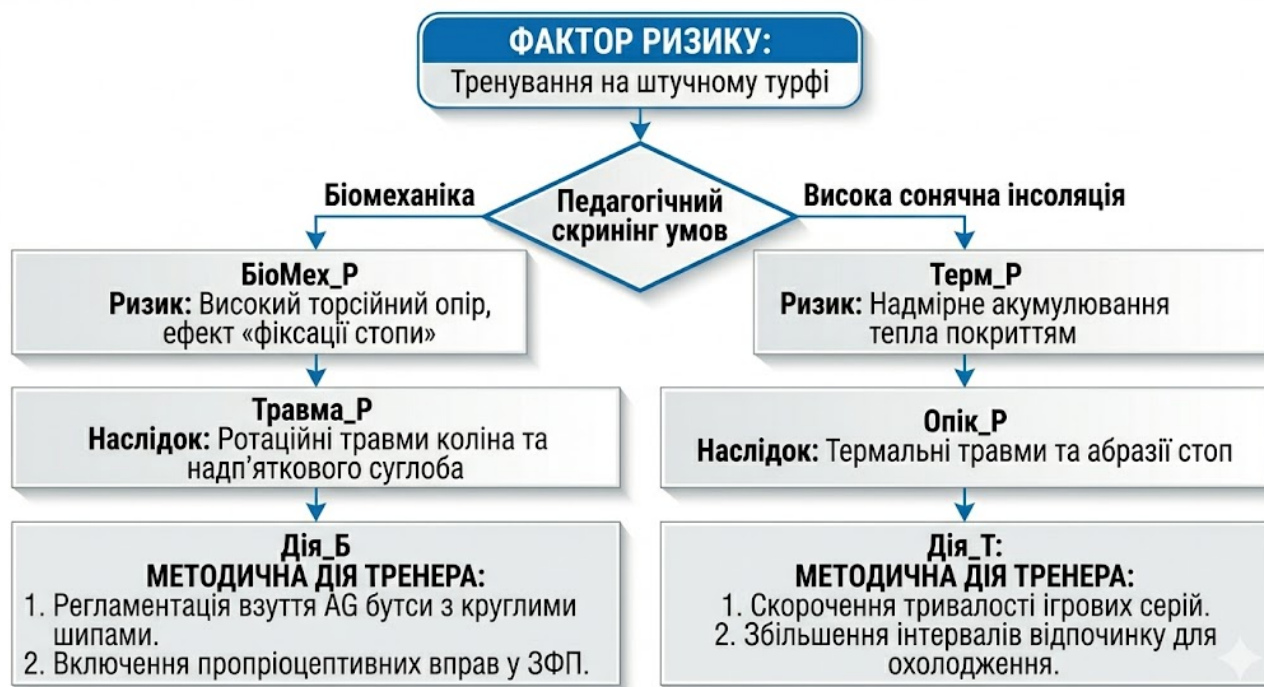 ФАКТОР РИЗИКУ:
Тренування на штучному турфі
Біомеханіка
Педагогічний
скринінг умов
Висока сонячна інсоляція
БіоМех_Р
Ризик: Високий торсійний опір,
ефект «фіксації стопи»
Терм_Р
Ризик: Надмірне акумулювання
тепла покриттям
Травма_Р
Наслідок: Ротаційні травми коліна та
надп’яткового суглоба
Опік_Р
Наслідок: Термальні травми та абразії стоп
Дія_Б
МЕТОДИЧНА ДІЯ ТРЕНЕРА:
1. Регламентація взуття AG бутси з круглими
шипами.
2. Включення пропріоцептивних вправ у ЗФП.
Дія_Т:
МЕТОДИЧНА ДІЯ ТРЕНЕРА:
1. Скорочення тривалості ігрових серій.
2. Збільшення інтервалів відпочинку для
охолодження.